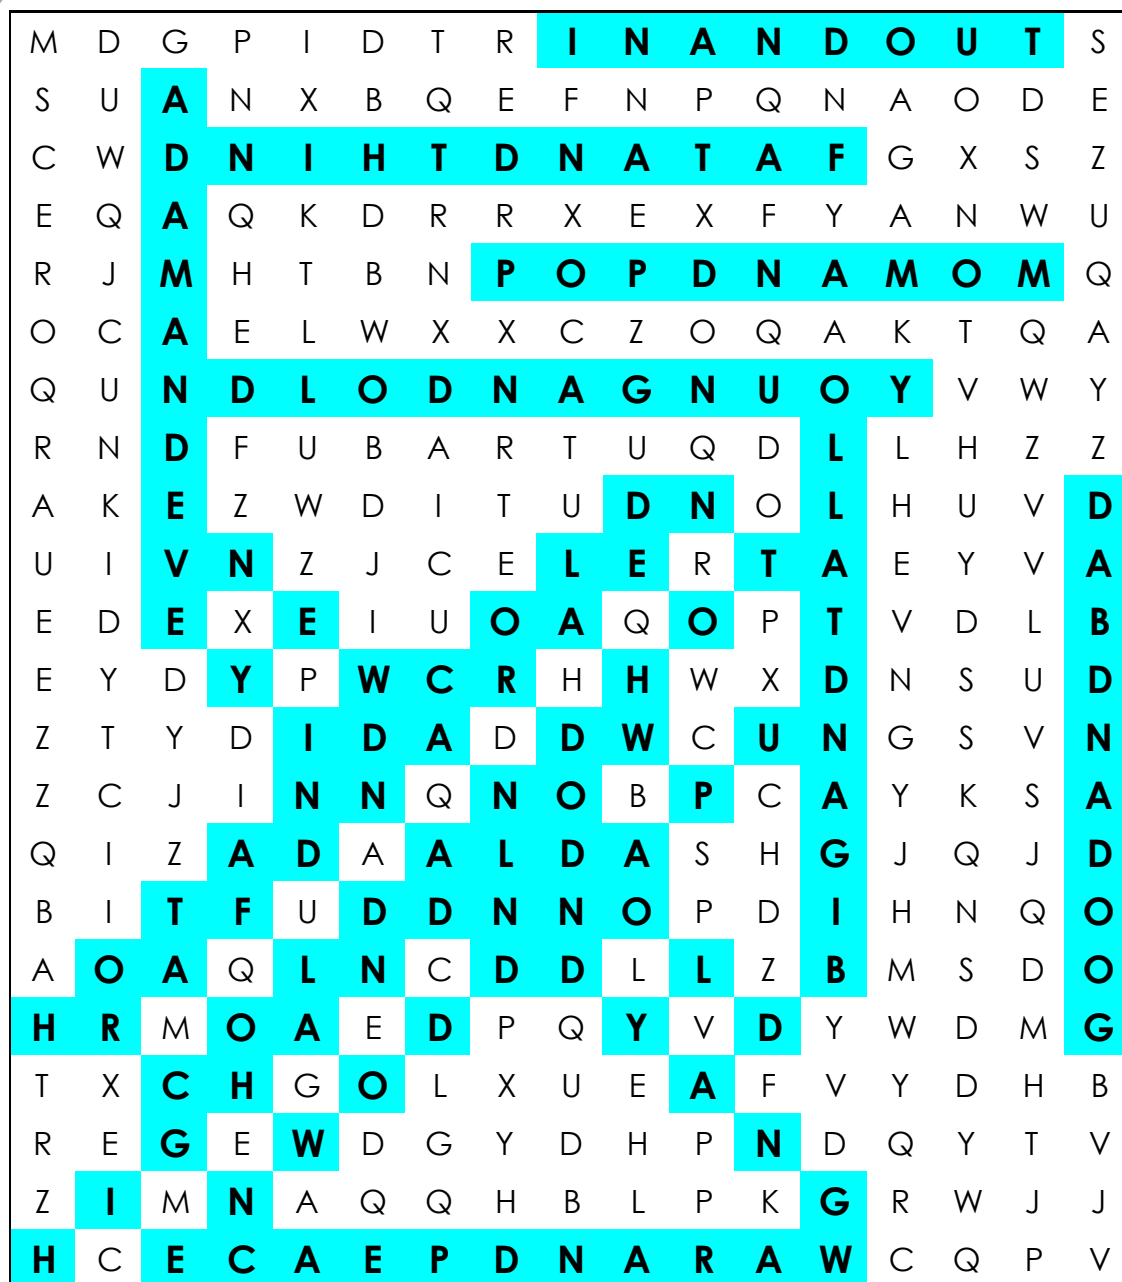 M D G P I D T R I N A N D O U T S
S U A N X B Q E F N P Q N A O D E
C W D N I H T D N A T A F G X S Z
E Q A Q K D R R X E X F Y A N W U
R J M H T B N P O P D N A M O M Q
O C A E L W X X C Z O Q A K T Q A
Q U N D L O D N A G N U O Y V W Y
R N D F U B A R T U Q D L L H Z Z
A K E Z W D I T U D N O L H U V D
U I V N Z J C E L E R T A E Y V A
E D E X E I U O A Q O P T V D L B
E Y D Y P W C R H H W X D N S U D
Z T Y D I D A D D W C U N G S V N
Z C J I N N Q N O B P C A Y K S A
Q I Z A D A A L D A S H G J Q J D
B I T F U D D N N O P D I H N Q O
A O A Q L N C D D L L Z B M S D O
H R M O A E D P Q Y V D Y W D M G
T X C H G O L X U E A F V Y D H B
R E G E W D G Y D H P N D Q Y T V
Z I M N A Q Q H B L P K G R W J J
H C E C A E P D N A R A W C Q P V